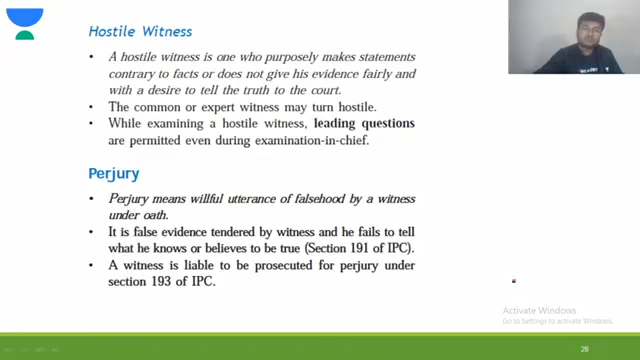 Hostile Witness
• A hostile witness is one who purposely makes statements
contrary to facts or does not give his evidence fairly and
with a desire to tell the truth to the court.
• The common or expert witness may turn hostile.
• While examining a hostile witness, leading questions
are permitted even during examination-in-chief.
Perjury
• Perjury means willful utterance of falsehood by a witness
under oath.
• It is false evidence tendered by witness and he fails to tell
what he knows or believes to be true (Section 191 of IPC).
• A witness is liable to be prosecuted for perjury under
section 193 of IPC.
Activate Windows
Go to Settings to activate Windows.
28